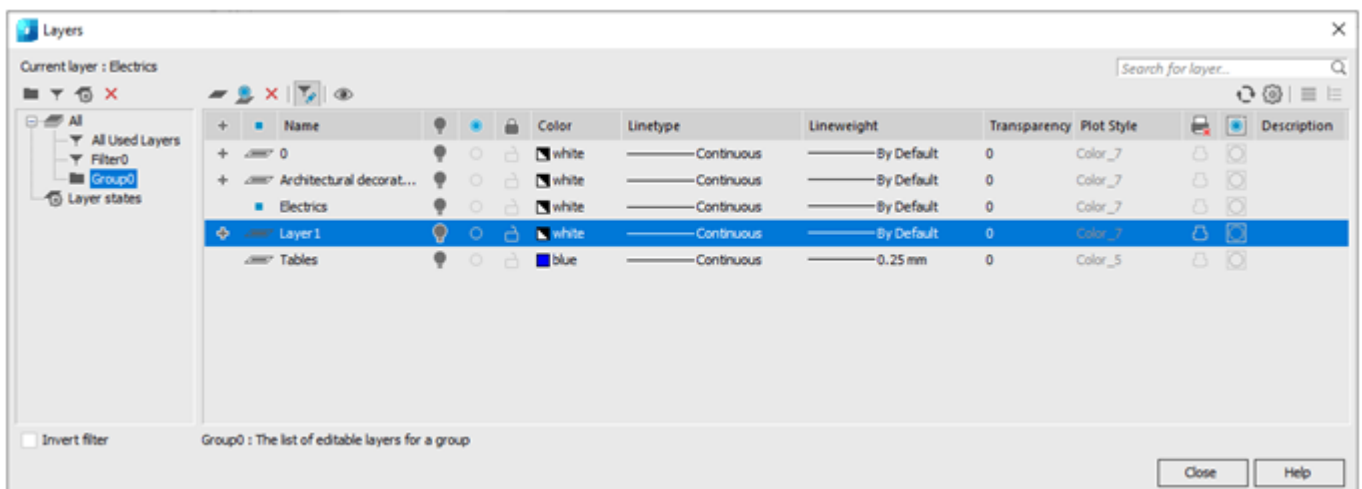 Layers
Current layer : Electrics
Search for layer...
All
All Used Layers
Filter0
Group0
Layer states
+ Name Color Linetype Lineweight Transparency Plot Style Description
+ 0 white Continuous By Default 0 Color_7
+ Architectural decorat... white Continuous By Default 0 Color_7
Electrics white Continuous By Default 0 Color_7
+ Layer1 white Continuous By Default 0 Color_7
Tables blue Continuous 0.25 mm 0 Color_5
Invert filter
Group0 : The list of editable layers for a group
Close Help